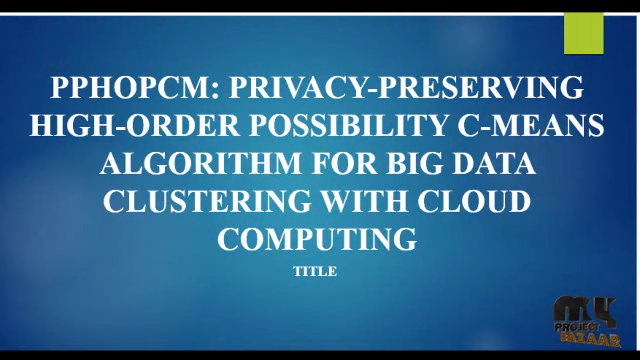 PPHOPCM: PRIVACY-PRESERVING
HIGH-ORDER POSSIBILITY C-MEANS
ALGORITHM FOR BIG DATA
CLUSTERING WITH CLOUD
COMPUTING
TITLE
MY
PROJECT
BAZAAR